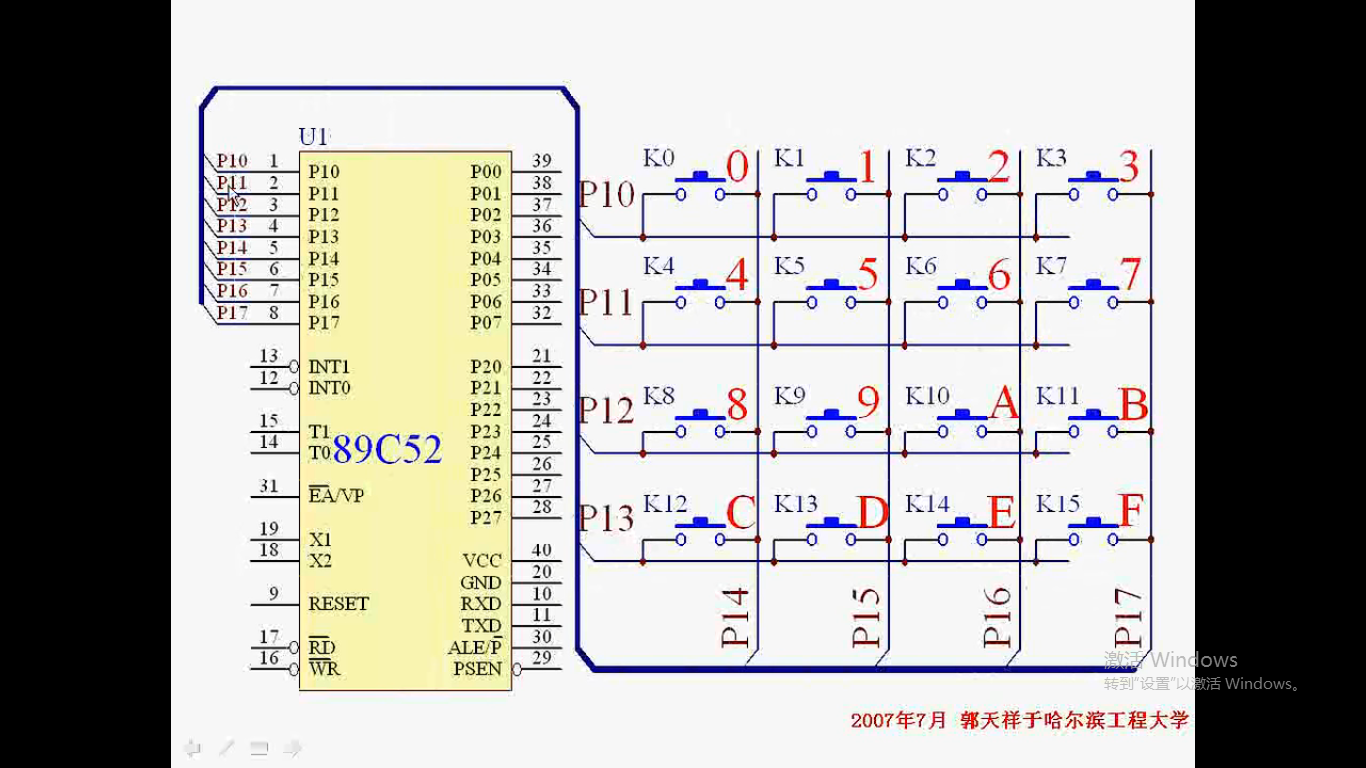 U1
P10 1 P10 P00 39
P11 2 P11 P01 38
P12 3 P12 P02 37
P13 4 P13 P03 36
P14 5 P14 P04 35
P15 6 P15 P05 34
P16 7 P16 P06 33
P17 8 P17 P07 32
13 INT1 P20 21
12 INT0 P21 22
P22 23
15 T1 P23 24
14 T0 P24 25
89C52
P25 26
31 EA/VP P26 27
P27 28
19 X1
18 X2 VCC 40
GND 20
9 RESET RXD 10
TXD 11
17 RD ALE/P 30
16 WR PSEN 29
P10 K0 0 K1 1 K2 2 K3 3
P11 K4 4 K5 5 K6 6 K7 7
P12 K8 8 K9 9 K10 A K11 B
P13 K12 C K13 D K14 E K15 F
P14 P15 P16 P17
激活 Windows
转到"设置"以激活 Windows。
2007年7月 郭天祥于哈尔滨工程大学